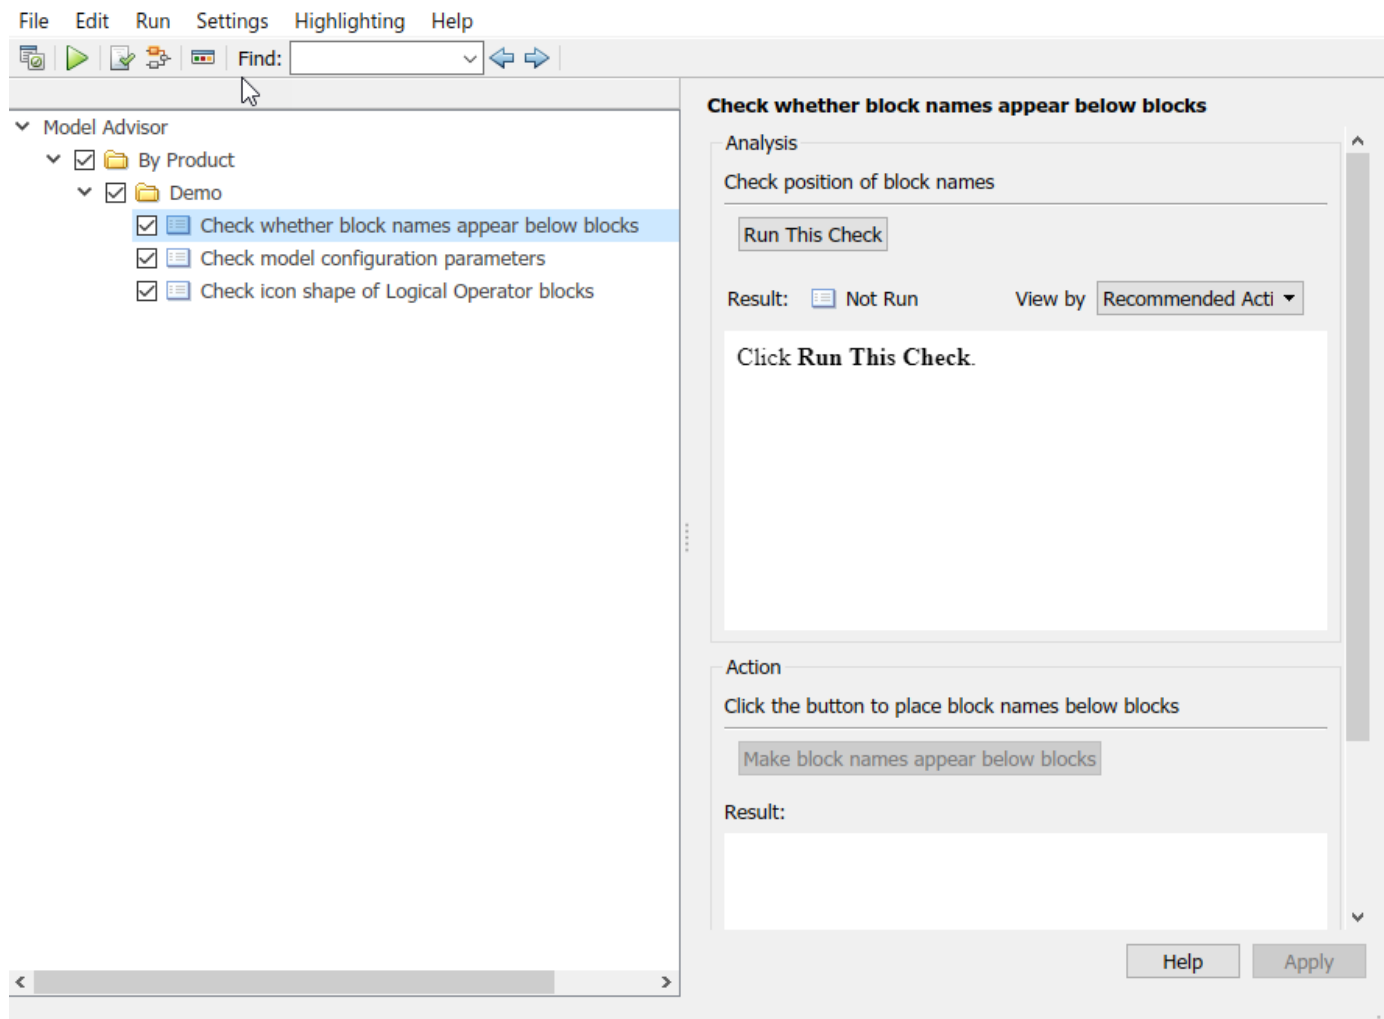 File Edit Run Settings Highlighting Help
Find:
Model Advisor
By Product
Demo
Check whether block names appear below blocks
Check model configuration parameters
Check icon shape of Logical Operator blocks
Check whether block names appear below blocks
Analysis
Check position of block names
Run This Check
Result: Not Run View by Recommended Acti
Click Run This Check.
Action
Click the button to place block names below blocks
Make block names appear below blocks
Result:
Help Apply